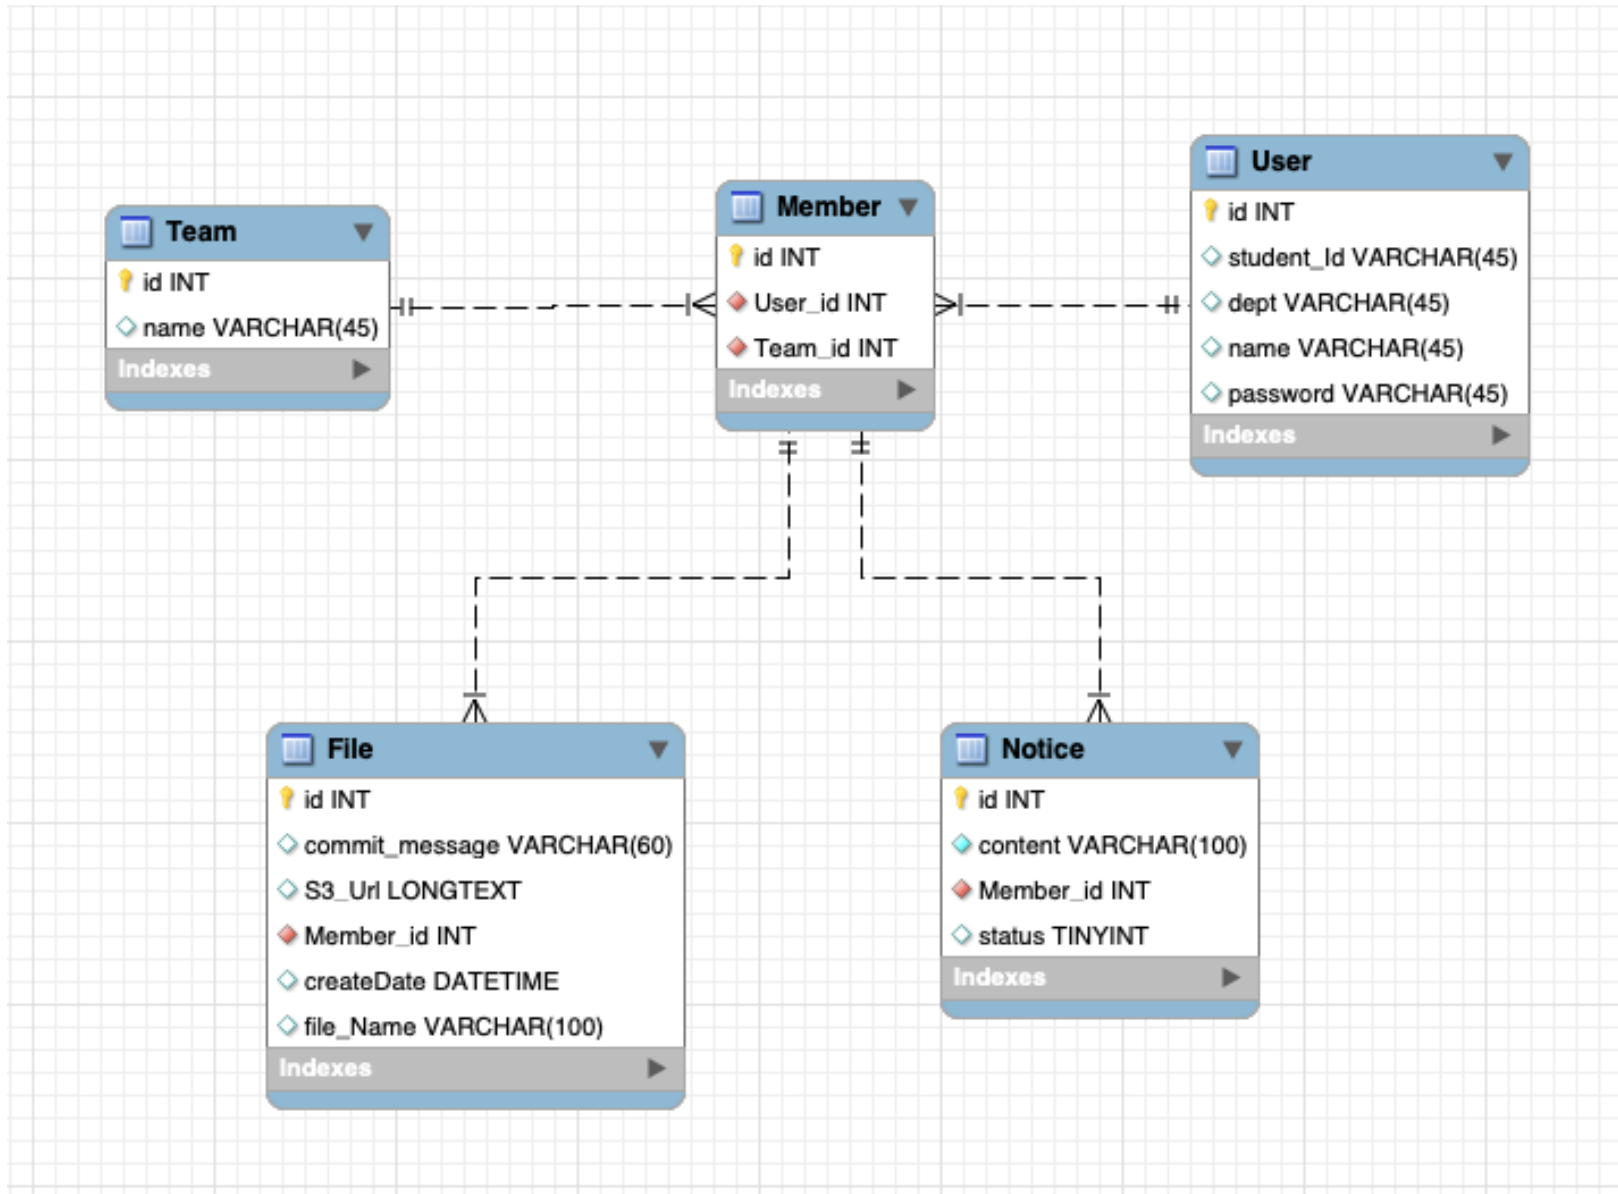 Team
id INT
name VARCHAR(45)
Indexes
Member
id INT
User_id INT
Team_id INT
Indexes
User
id INT
student_Id VARCHAR(45)
dept VARCHAR(45)
name VARCHAR(45)
password VARCHAR(45)
Indexes
File
id INT
commit_message VARCHAR(60)
S3_Url LONGTEXT
Member_id INT
createDate DATETIME
file_Name VARCHAR(100)
Indexes
Notice
id INT
content VARCHAR(100)
Member_id INT
status TINYINT
Indexes